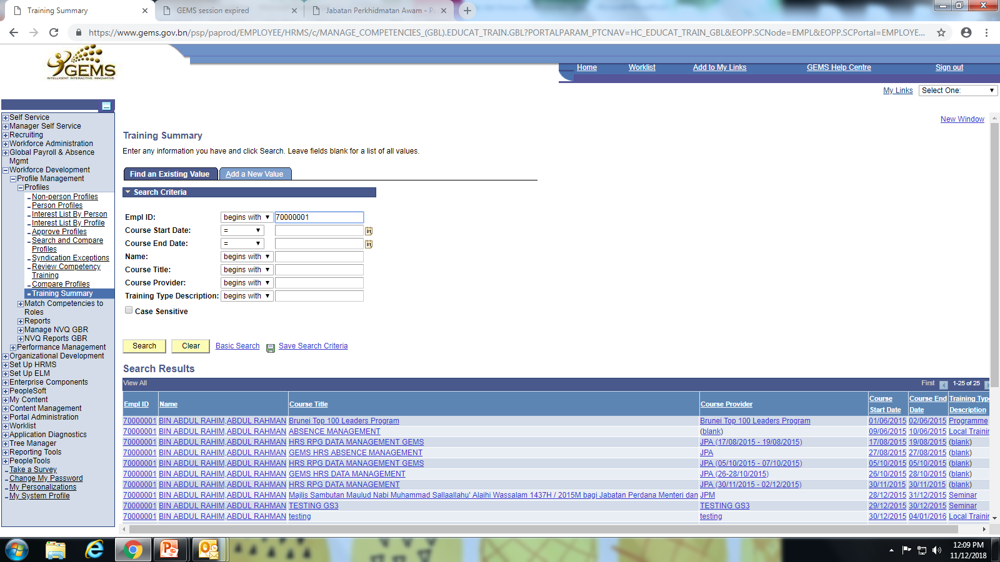 Training Summary
GEMS session expired
Jabatan Perkhidmatan Awam - P
https://www.gems.gov.bn/psp/paprod/EMPLOYEE/HRMS/c/MANAGE_COMPETENCIES_(GBL).EDUCAT_TRAIN.GBL?PORTALPARAM_PTCNAV=HC_EDUCAT_TRAIN_GBL&EOPP.SCNode=EMPL&EOPP.SCPortal=EMPLOYE...
GEMS
INTELLIGENT. INTERACTIVE. INNOVATIVE.
Home Worklist Add to My Links GEMS Help Centre Sign out
My Links Select One:
Self Service
Manager Self Service
Recruiting
Workforce Administration
Global Payroll & Absence
Mgmt
Workforce Development
Profile Management
Profiles
Non-person Profiles
Person Profiles
Interest List By Person
Interest List By Profile
Approve Profiles
Search and Compare
Profiles
Syndication Exceptions
Review Competency
Training
Compare Profiles
Training Summary
Match Competencies to
Roles
Reports
Manage NVQ GBR
NVQ Reports GBR
Performance Management
Organizational Development
Set Up HRMS
Set Up ELM
Enterprise Components
PeopleSoft
My Content
Content Management
Portal Administration
Worklist
Application Diagnostics
Tree Manager
Reporting Tools
PeopleTools
Take a Survey
Change My Password
My Personalizations
My System Profile
New Window
Training Summary
Enter any information you have and click Search. Leave fields blank for a list of all values.
Find an Existing Value Add a New Value
Search Criteria
Empl ID: begins with 70000001
Course Start Date: = 31
Course End Date: = 31
Name: begins with
Course Title: begins with
Course Provider: begins with
Training Type Description: begins with
Case Sensitive
Search Clear Basic Search Save Search Criteria
Search Results
View All First 1-25 of 25
Empl ID Name Course Title Course Provider Course Start Date Course End Date Training Type Description
70000001 BIN ABDUL RAHIM,ABDUL RAHMAN Brunei Top 100 Leaders Program Brunei Top 100 Leaders Program 01/06/2015 02/06/2015 Programme
70000001 BIN ABDUL RAHIM,ABDUL RAHMAN ABSENCE MANAGEMENT (blank) 09/06/2015 10/06/2015 Local Trainin
70000001 BIN ABDUL RAHIM,ABDUL RAHMAN HRS RPG DATA MANAGEMENT GEMS JPA (17/08/2015 - 19/08/2015) 17/08/2015 19/08/2015 (blank)
70000001 BIN ABDUL RAHIM,ABDUL RAHMAN GEMS HRS ABSENCE MANAGEMENT JPA 27/08/2015 27/08/2015 (blank)
70000001 BIN ABDUL RAHIM,ABDUL RAHMAN HRS RPG DATA MANAGEMENT GEMS JPA (05/10/2015 - 07/10/2015) 05/10/2015 05/10/2015 (blank)
70000001 BIN ABDUL RAHIM,ABDUL RAHMAN GEMS HRS DATA MANAGEMENT JPA (26-28/10/2015) 26/10/2015 28/10/2015 (blank)
70000001 BIN ABDUL RAHIM,ABDUL RAHMAN HRS RPG DATA MANAGEMENT JPA (30/11/2015 - 02/12/2015) 30/11/2015 30/11/2015 (blank)
70000001 BIN ABDUL RAHIM,ABDUL RAHMAN Majlis Sambutan Maulud Nabi Muhammad Sallaallahu' Alaihi Wassalam 1437H / 2015M bagi Jabatan Perdana Menteri dan JPM 28/12/2015 31/12/2015 Seminar
70000001 BIN ABDUL RAHIM,ABDUL RAHMAN TESTING GS3 TESTING GS3 29/12/2015 30/12/2015 Seminar
70000001 BIN ABDUL RAHIM,ABDUL RAHMAN testing testing 30/12/2015 04/01/2016 Local Trainin
12:09 PM
11/12/2018